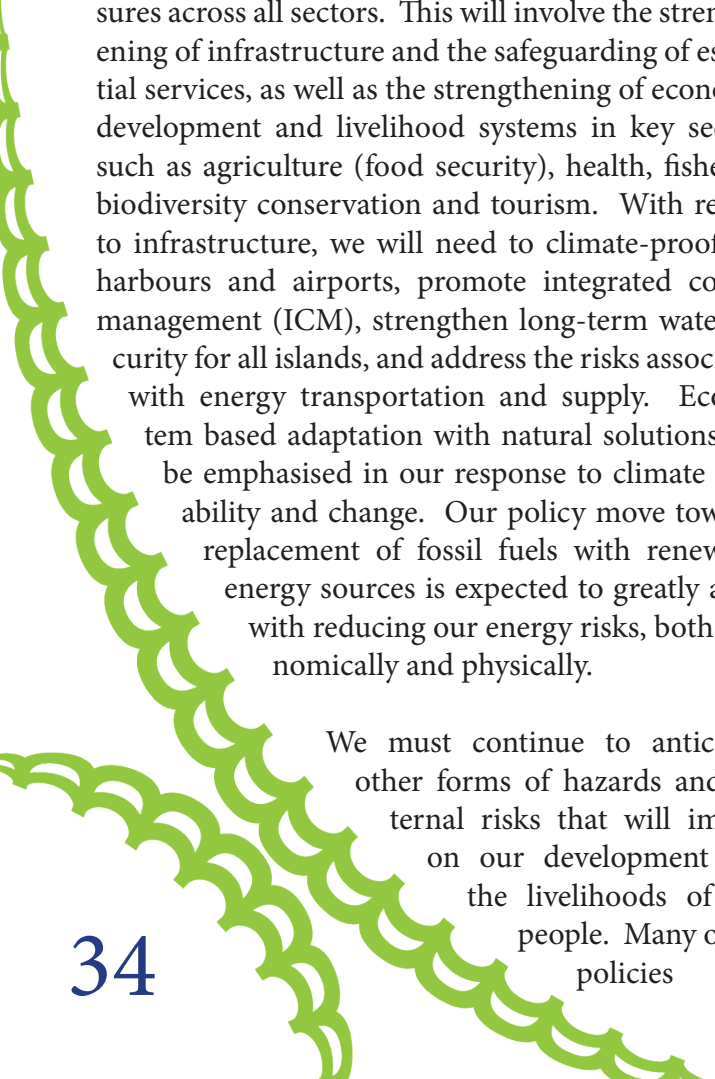 sures across all sectors.  This will involve the stren
ening of infrastructure and the safeguarding of es
tial services, as well as the strengthening of econo
development and livelihood systems in key se
such as agriculture (food security), health, fishe
biodiversity conservation and tourism.  With re
to infrastructure, we will need to climate-proof
harbours and airports, promote integrated co
management (ICM), strengthen long-term wate
curity for all islands, and address the risks assoc
with energy transportation and supply.  Eco
tem based adaptation with natural solutions
be emphasised in our response to climate
ability and change.  Our policy move tow
replacement of fossil fuels with renew
energy sources is expected to greatly a
with reducing our energy risks, both
nomically and physically.
We must continue to antic
other forms of hazards and
ternal risks that will im
on our development
the livelihoods of
people.  Many o
policies
34